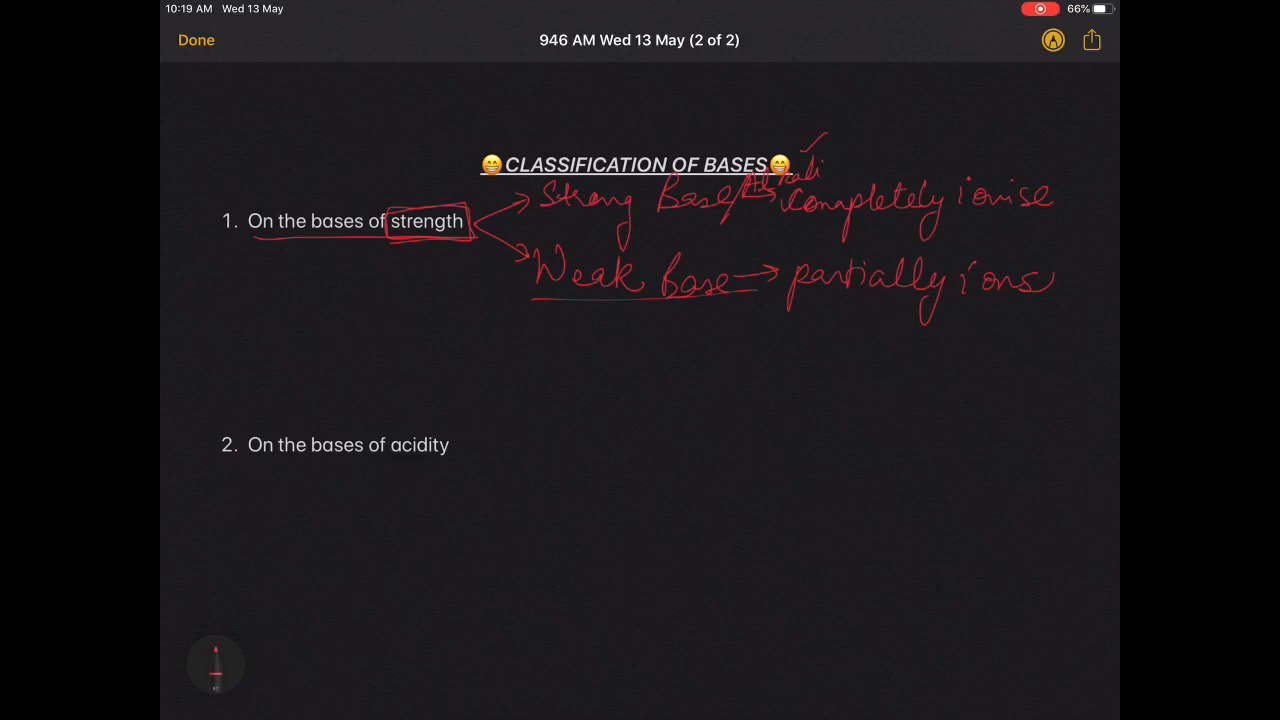 10:19 AM Wed 13 May 66%
Done 946 AM Wed 13 May (2 of 2)
😁CLASSIFICATION OF BASES😁
1. On the bases of strength
Strong Base/Alkali → completely ionise
Weak Base → partially ions
2. On the bases of acidity